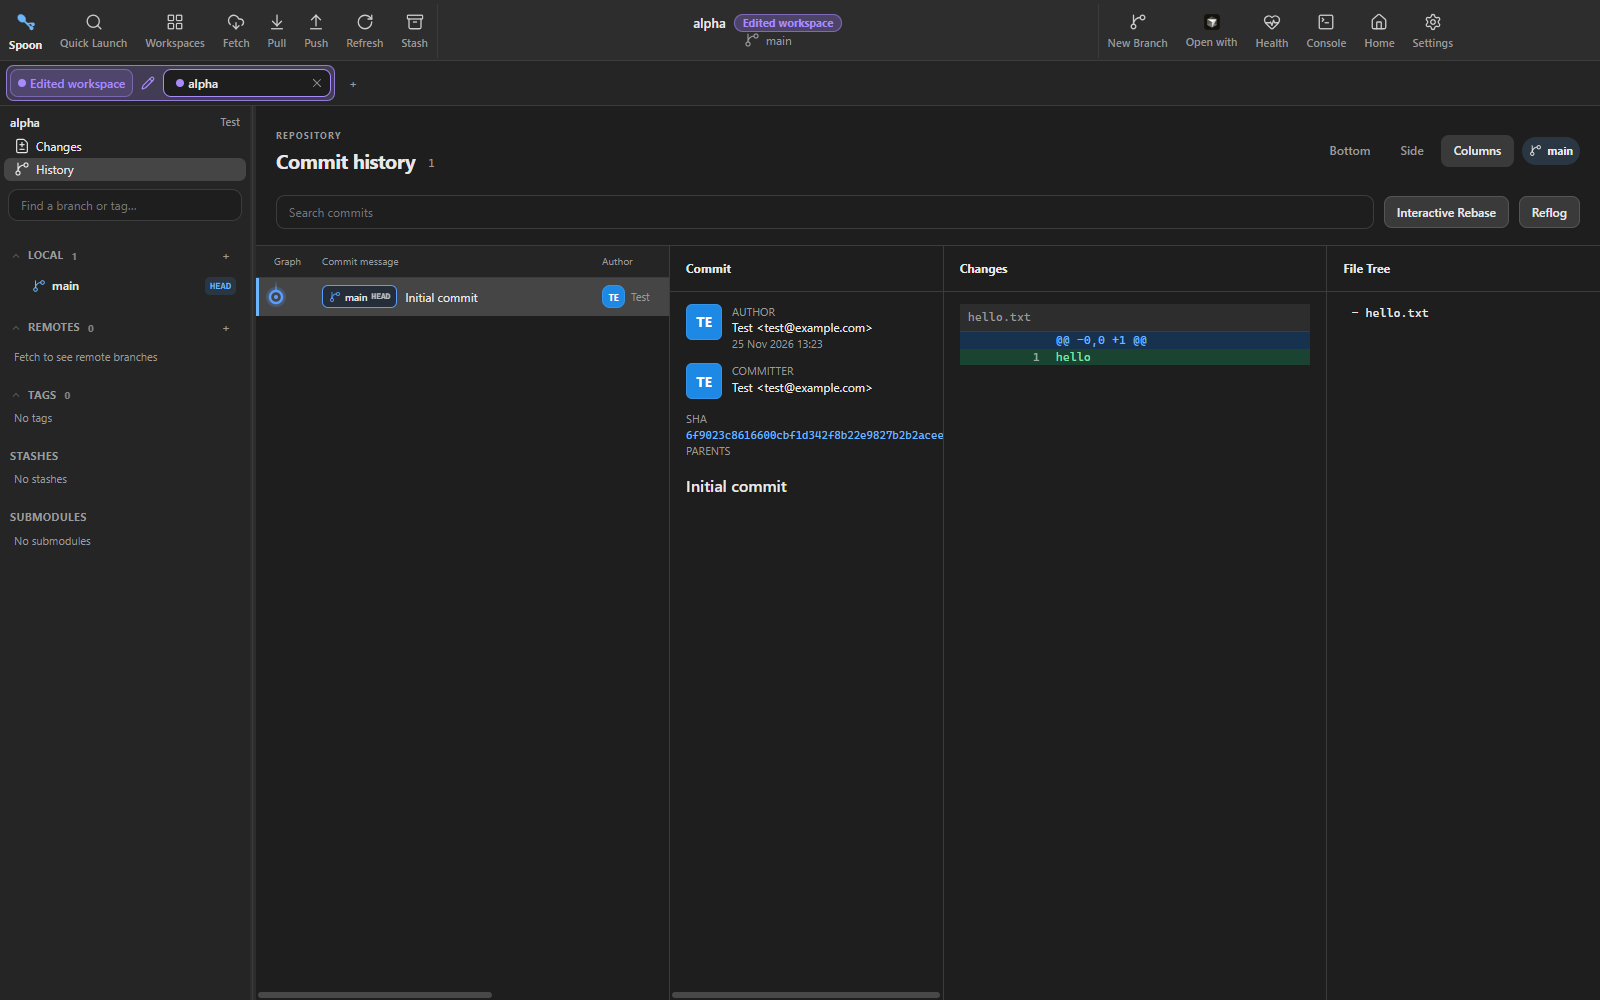 Spoon
Quick Launch
Workspaces
Fetch
Pull
Push
Refresh
Stash
alpha Edited workspace
main
New Branch
Open with
Health
Console
Home
Settings
Edited workspace
alpha
alpha Test
Changes
History
Find a branch or tag...
LOCAL 1 +
main HEAD
REMOTES 0 +
Fetch to see remote branches
TAGS 0
No tags
STASHES
No stashes
SUBMODULES
No submodules
REPOSITORY
Commit history 1
Bottom Side Columns main
Search commits
Interactive Rebase
Reflog
Graph Commit message Author
main HEAD Initial commit TE Test
Commit
TE AUTHOR
Test <test@example.com>
25 Nov 2026 13:23
TE COMMITTER
Test <test@example.com>
SHA
6f9023c8616600cbf1d342f8b22e9827b2b2acee
PARENTS
Initial commit
Changes
hello.txt
@@ -0,0 +1 @@
1 hello
File Tree
− hello.txt